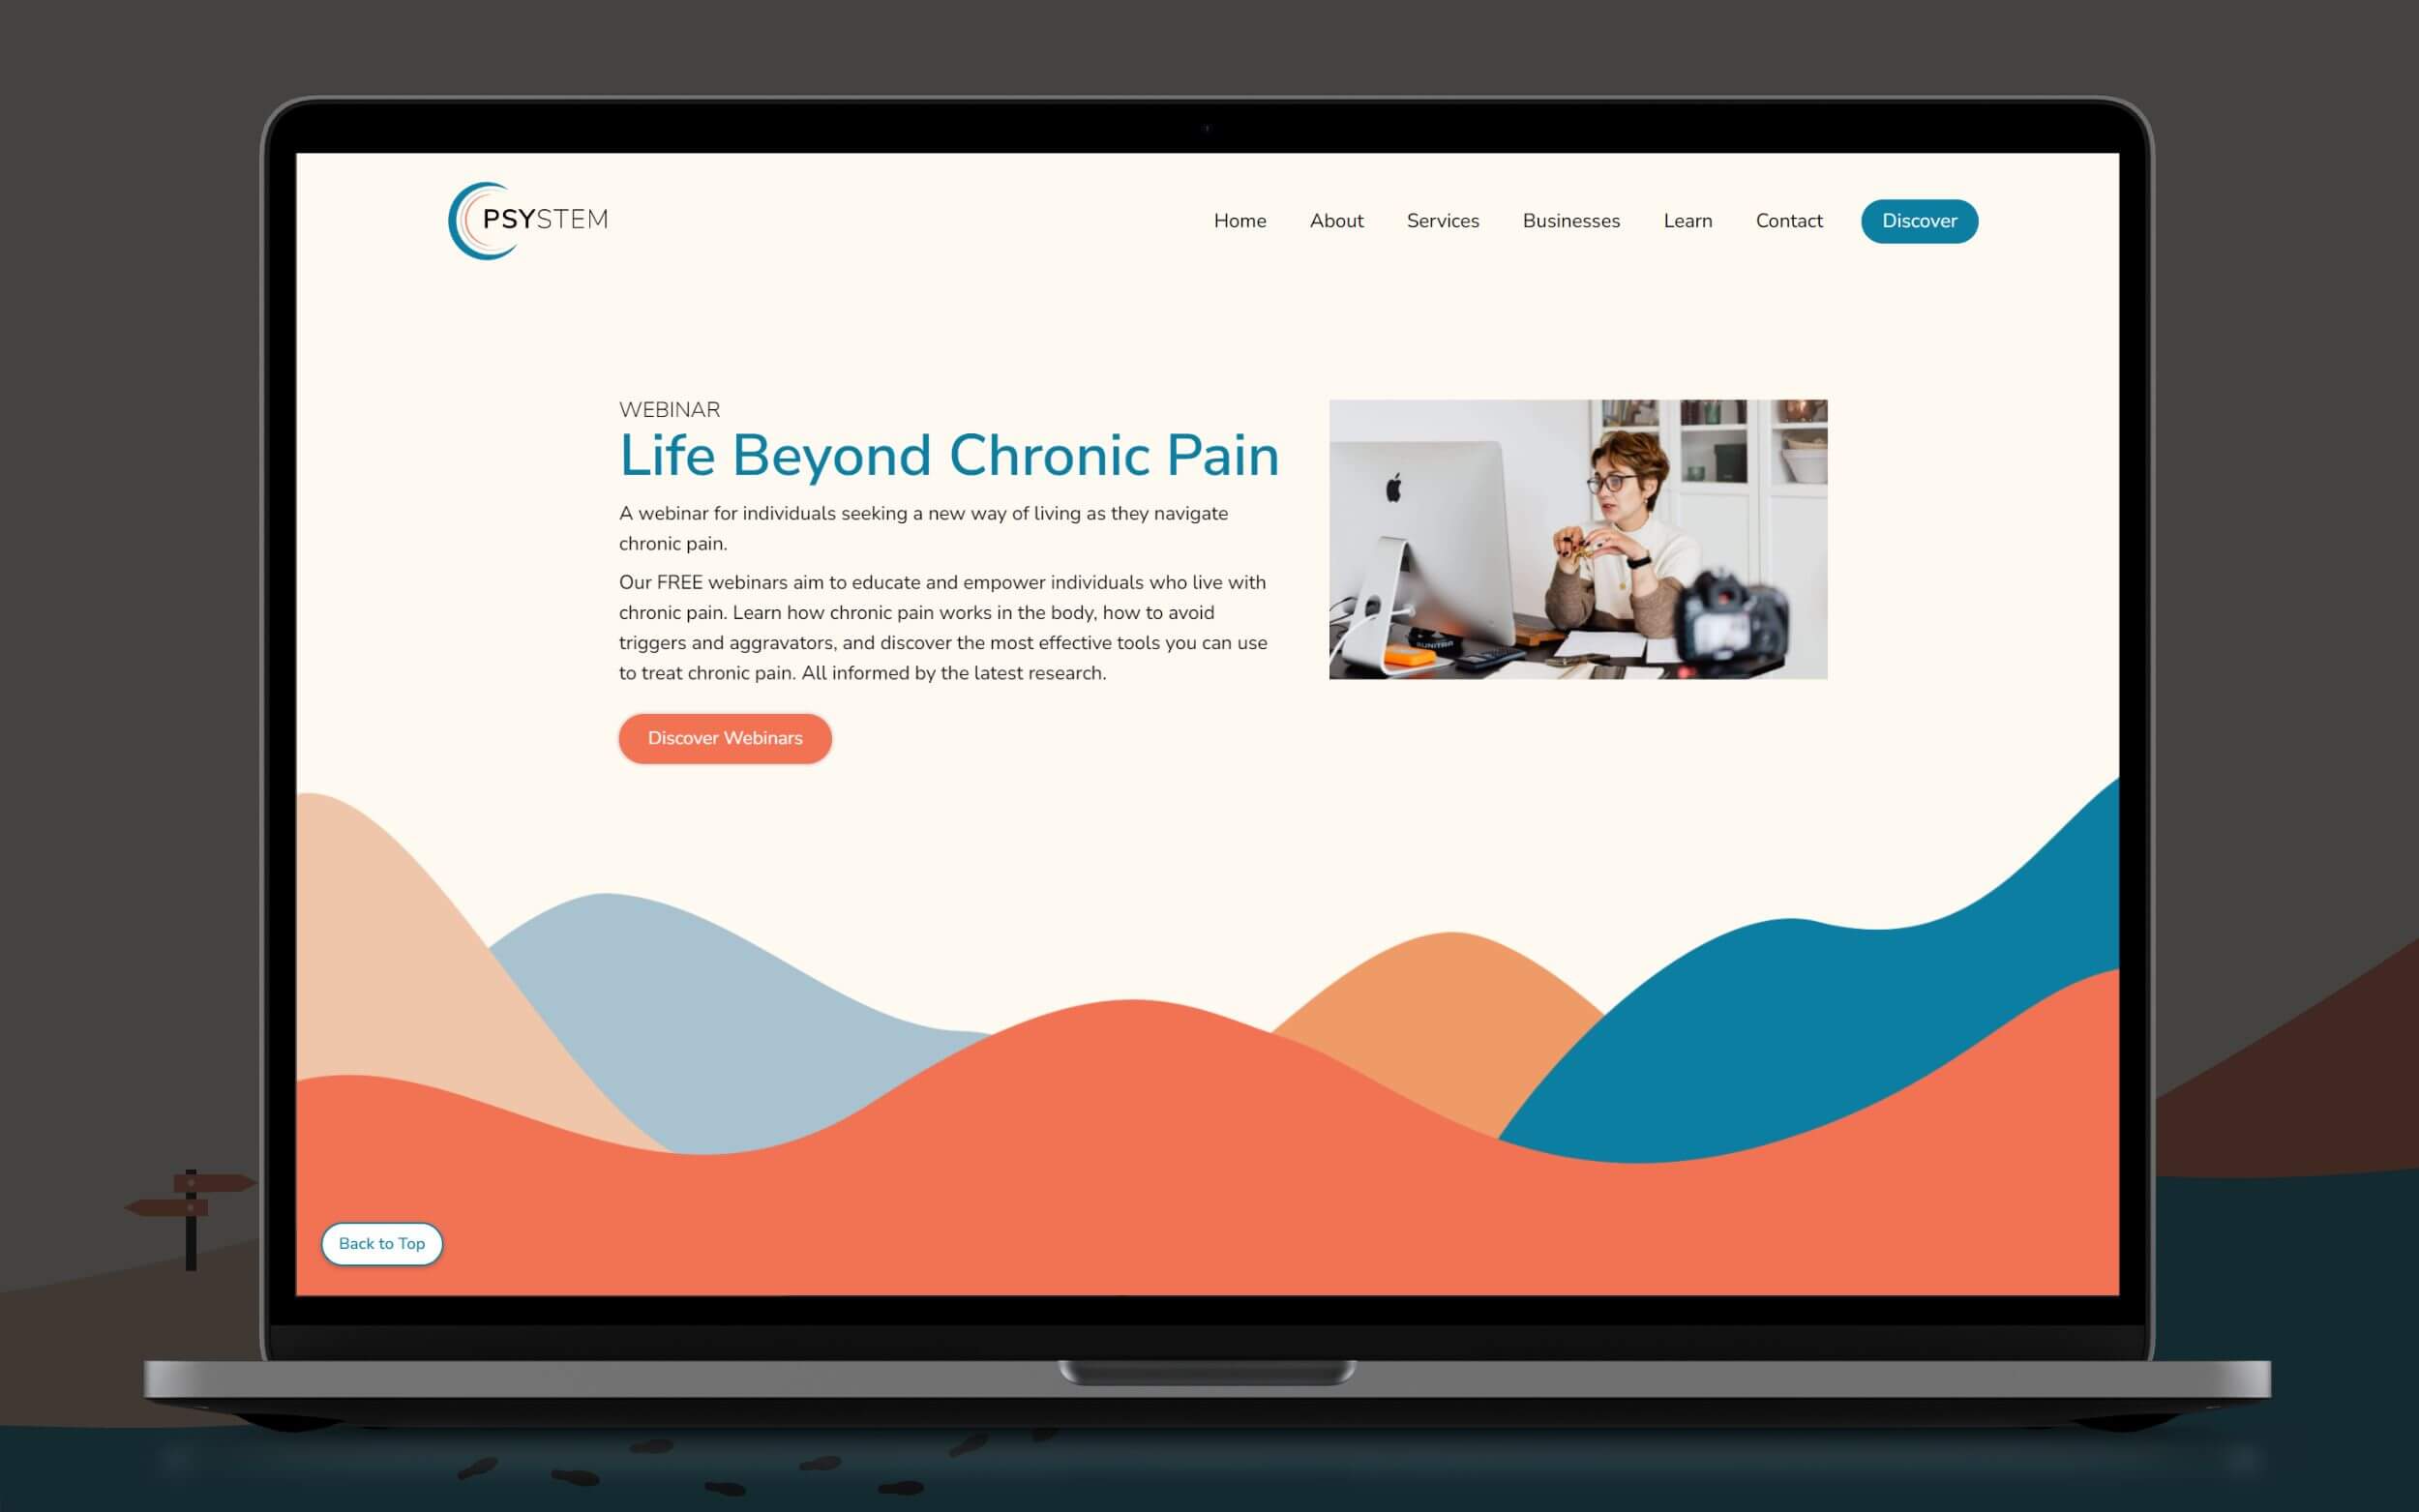 PSYSTEM
Home About Services Businesses Learn Contact Discover
WEBINAR
Life Beyond Chronic Pain
A webinar for individuals seeking a new way of living as they navigate
chronic pain.
Our FREE webinars aim to educate and empower individuals who live with
chronic pain. Learn how chronic pain works in the body, how to avoid
triggers and aggravators, and discover the most effective tools you can use
to treat chronic pain. All informed by the latest research.
SUNITRA
Discover Webinars
Back to Top